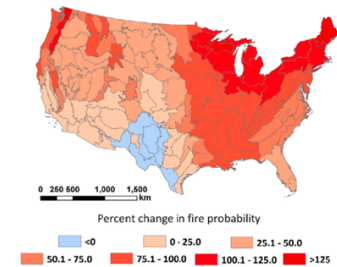 0 250 500 1,000 1,500
km
Percent change in fire probability
<0 0 - 25.0 25.1 - 50.0
50.1 - 75.0 75.1 - 100.0 100.1 - 125.0 >125